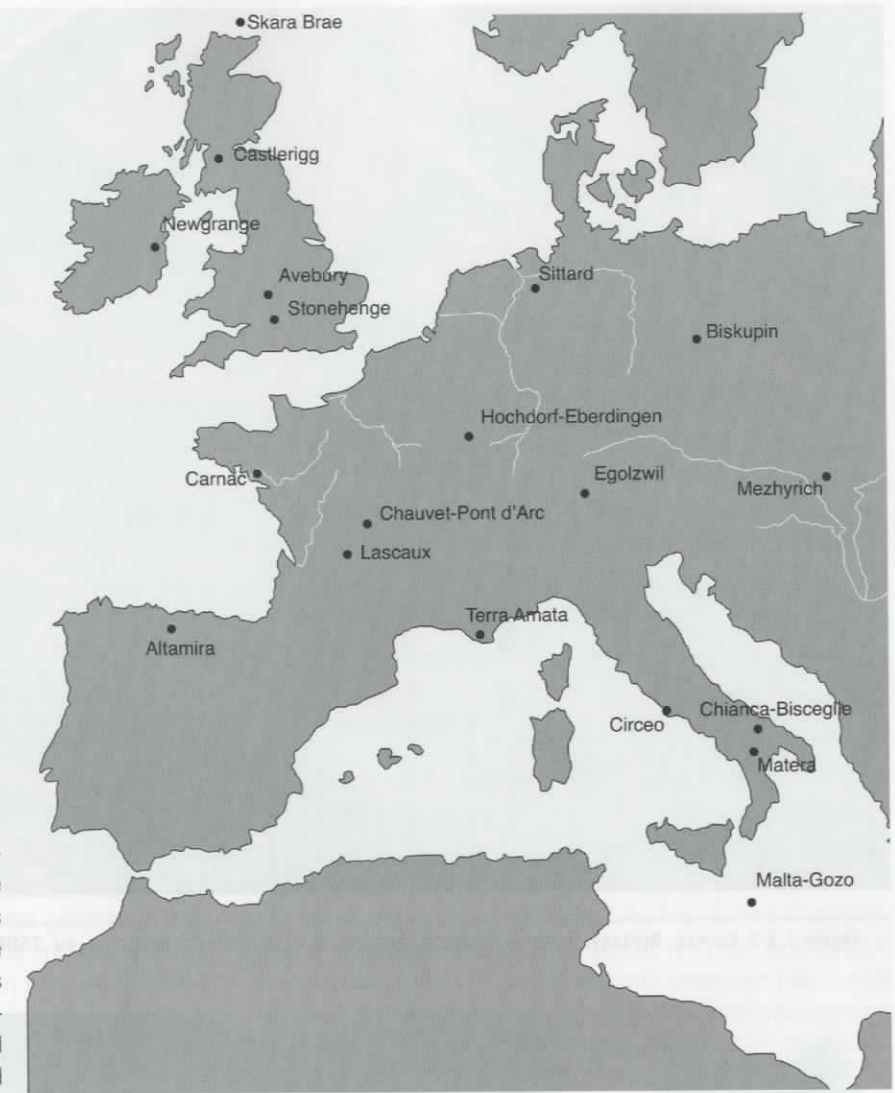 Skara Brae
Castlerigg
Newgrange
Avebury
Stonehenge
Sittard
Biskupin
Hochdorf-Eberdingen
Carnac
Egolzwil
Mezhyrich
Chauvet-Pont d'Arc
Lascaux
Terra Amata
Altamira
Chianca-Bisceglie
Circeo
Matera
Malta-Gozo